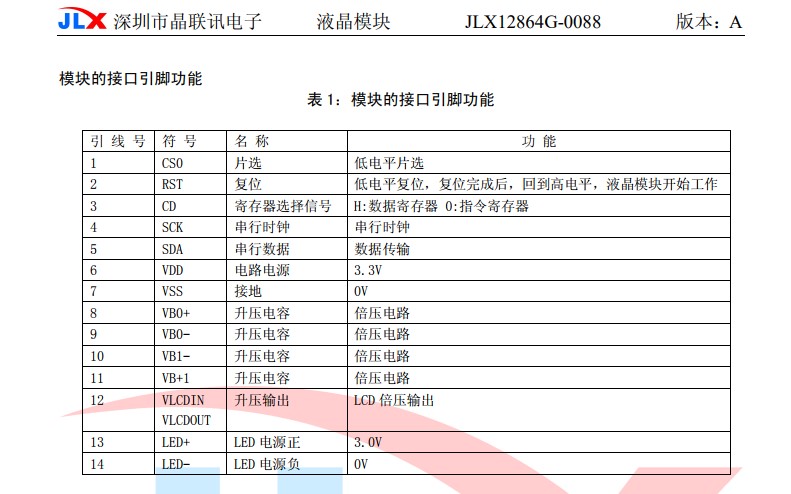 JLX 深圳市晶联讯电子 液晶模块 JLX12864G-0088 版本：A
模块的接口引脚功能
表 1：模块的接口引脚功能
引 线 号 符 号 名 称 功 能
1 CS0 片选 低电平片选
2 RST 复位 低电平复位，复位完成后，回到高电平，液晶模块开始工作
3 CD 寄存器选择信号 H:数据寄存器 0:指令寄存器
4 SCK 串行时钟 串行时钟
5 SDA 串行数据 数据传输
6 VDD 电路电源 3.3V
7 VSS 接地 0V
8 VB0+ 升压电容 倍压电路
9 VB0- 升压电容 倍压电路
10 VB1- 升压电容 倍压电路
11 VB+1 升压电容 倍压电路
12 VLCDIN 升压输出 LCD 倍压输出
VLCDOUT
13 LED+ LED 电源正 3.0V
14 LED- LED 电源负 0V